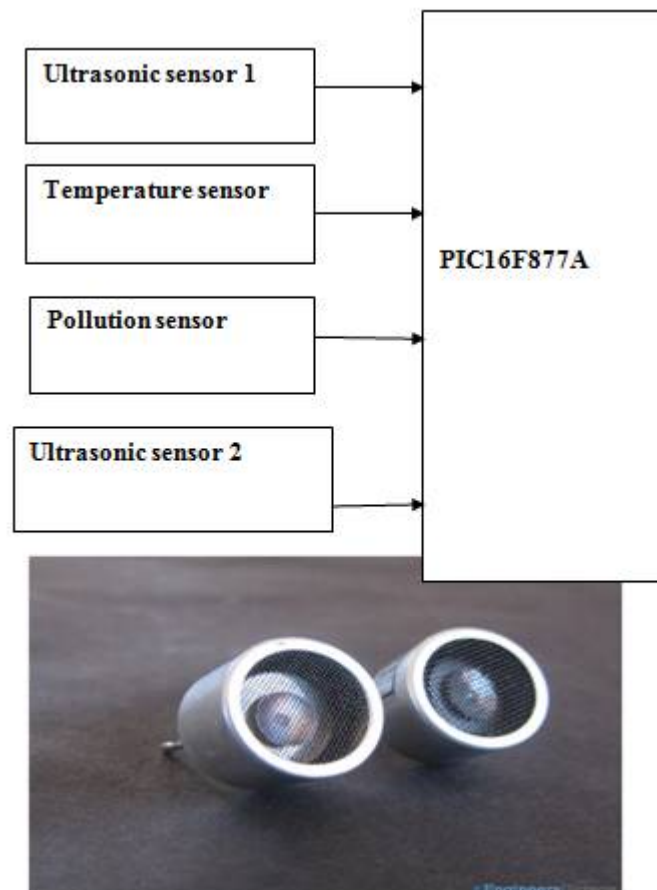 Ultrasonic sensor 1
Temperature sensor
PIC16F877A
Pollution sensor
Ultrasonic sensor 2